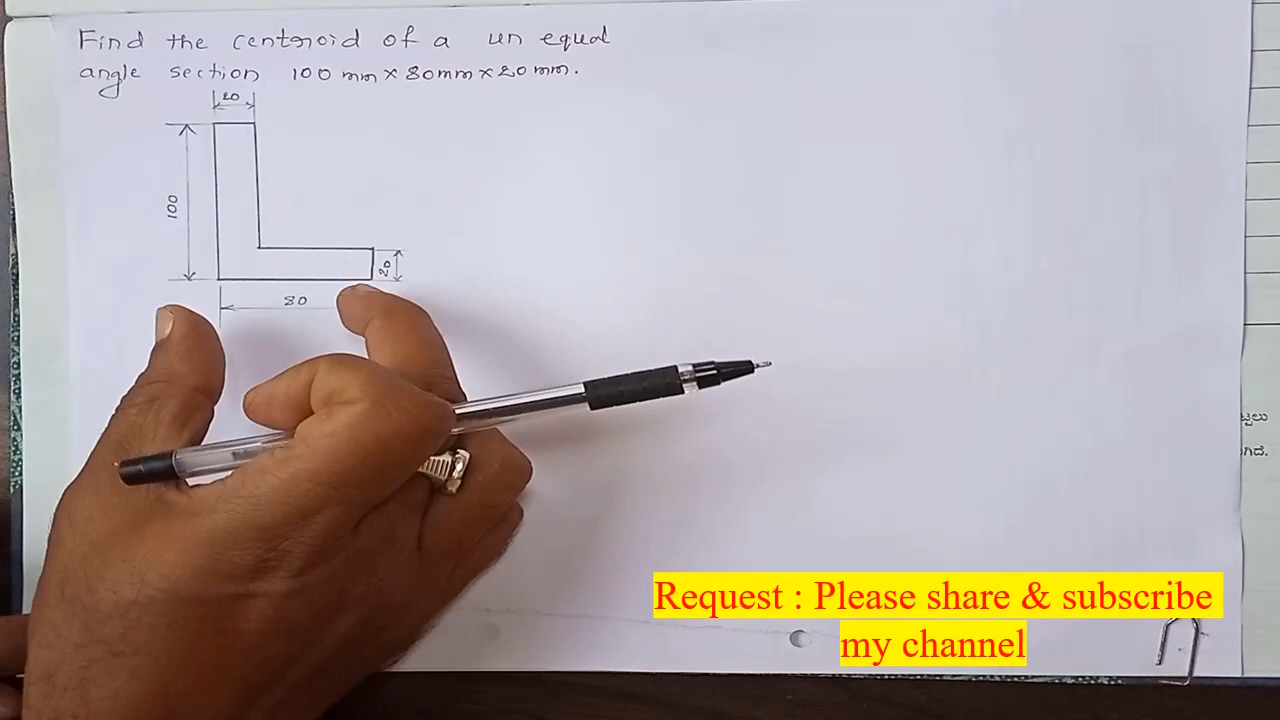 Find the centroid of a un equal
angle section 100 mm × 80mm × 20 mm.
20
100
20
80
ಗಿದೆ.
Request : Please share & subscribe
my channel